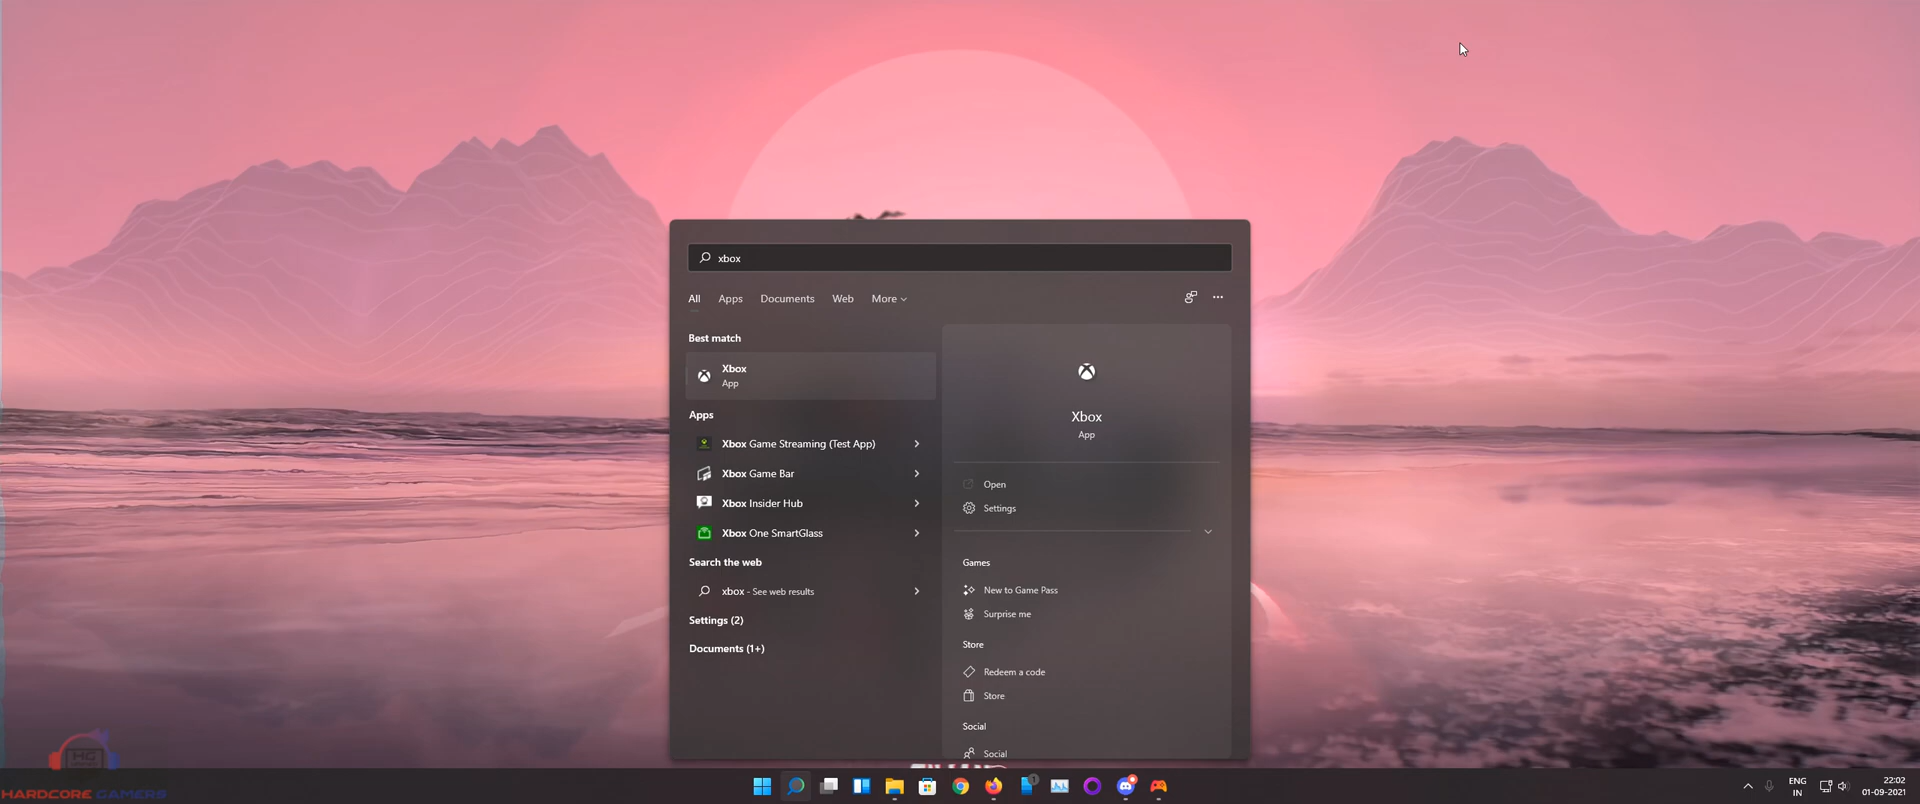 xbox
All Apps Documents Web More
Best match
Xbox
App
Apps
Xbox Game Streaming (Test App)
Xbox Game Bar
Xbox Insider Hub
Xbox One SmartGlass
Search the web
xbox - See web results
Settings (2)
Documents (1+)
Xbox
App
Open
Settings
Games
New to Game Pass
Surprise me
Store
Redeem a code
Store
Social
Social
HG
HARDCORE GAMERS
1
ENG
IN
22:02
01-09-2021